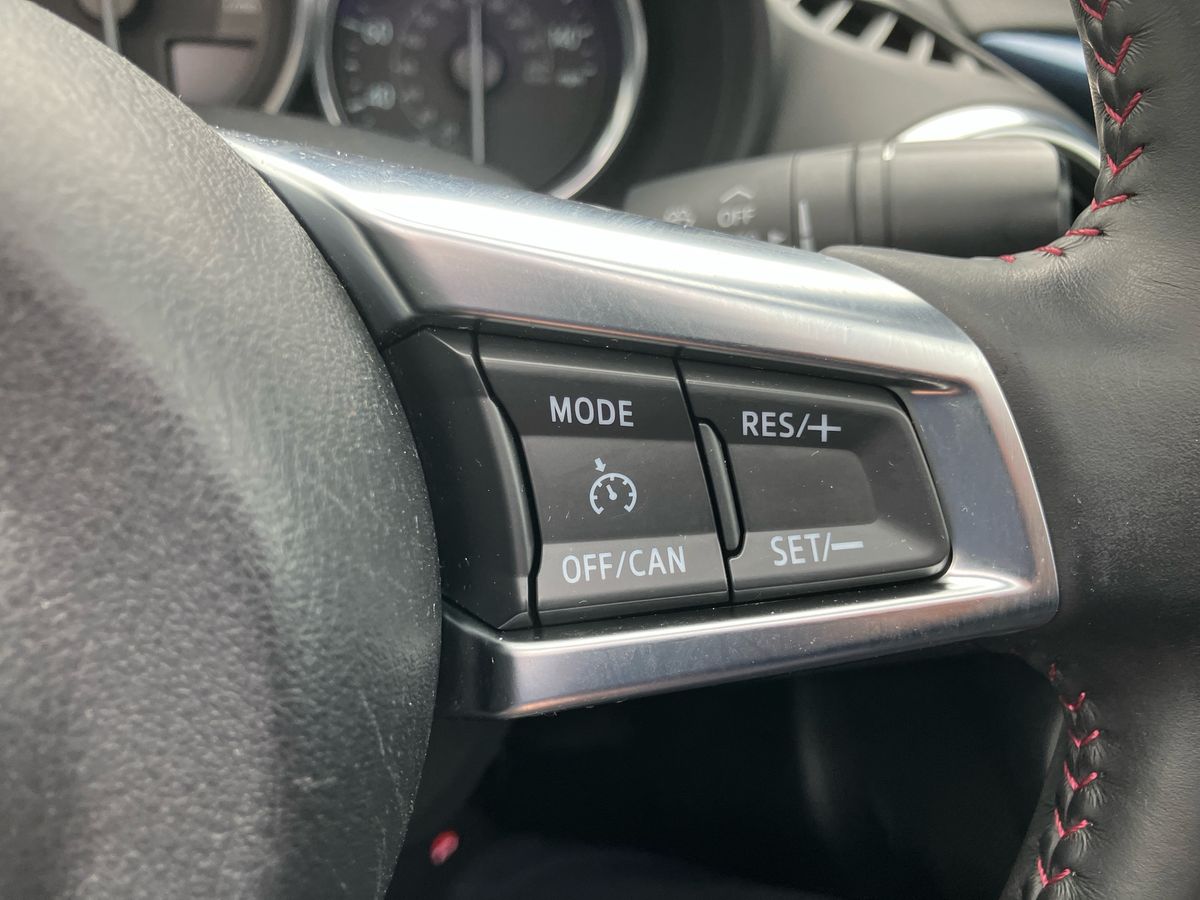 OFF
MODE
RES/+
OFF/CAN
SET/−